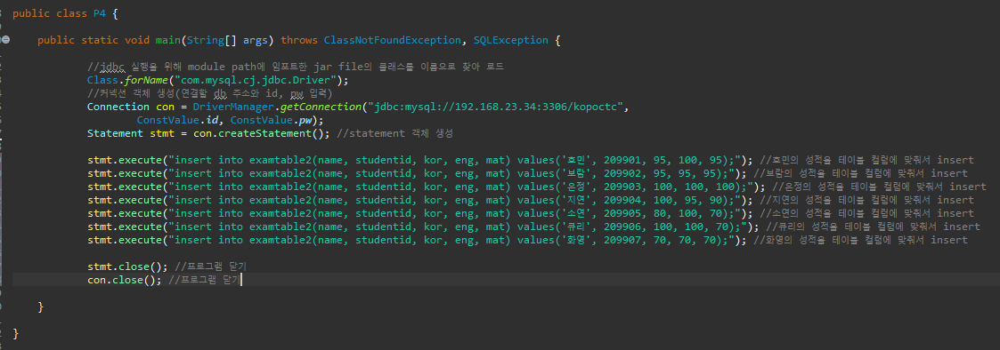 public class P4 {
public static void main(String[] args) throws ClassNotFoundException, SQLException {
//jdbc 실행을 위해 module path에 임포트한 jar file의 클래스를 이름으로 찾아 로드
Class.forName("com.mysql.cj.jdbc.Driver");
//커넥션 객체 생성(연결할 db 주소와 id, pw 입력)
Connection con = DriverManager.getConnection("jdbc:mysql://192.168.23.34:3306/kopoctc",
ConstValue.id, ConstValue.pw);
Statement stmt = con.createStatement(); //statement 객체 생성
stmt.execute("insert into examtable2(name, studentid, kor, eng, mat) values('효민', 209901, 95, 100, 95);"); //효민의 성적을 테이블 컬럼에 맞춰서 insert
stmt.execute("insert into examtable2(name, studentid, kor, eng, mat) values('보람', 209902, 95, 95, 95);"); //보람의 성적을 테이블 컬럼에 맞춰서 insert
stmt.execute("insert into examtable2(name, studentid, kor, eng, mat) values('은정', 209903, 100, 100, 100);"); //은정의 성적을 테이블 컬럼에 맞춰서 insert
stmt.execute("insert into examtable2(name, studentid, kor, eng, mat) values('지연', 209904, 100, 95, 90);"); //지연의 성적을 테이블 컬럼에 맞춰서 insert
stmt.execute("insert into examtable2(name, studentid, kor, eng, mat) values('소연', 209905, 80, 100, 70);"); //소연의 성적을 테이블 컬럼에 맞춰서 insert
stmt.execute("insert into examtable2(name, studentid, kor, eng, mat) values('큐리', 209906, 100, 100, 70);"); //큐리의 성적을 테이블 컬럼에 맞춰서 insert
stmt.execute("insert into examtable2(name, studentid, kor, eng, mat) values('화영', 209907, 70, 70, 70);"); //화영의 성적을 테이블 컬럼에 맞춰서 insert
stmt.close(); //프로그램 닫기
con.close(); //프로그램 닫기
}
}